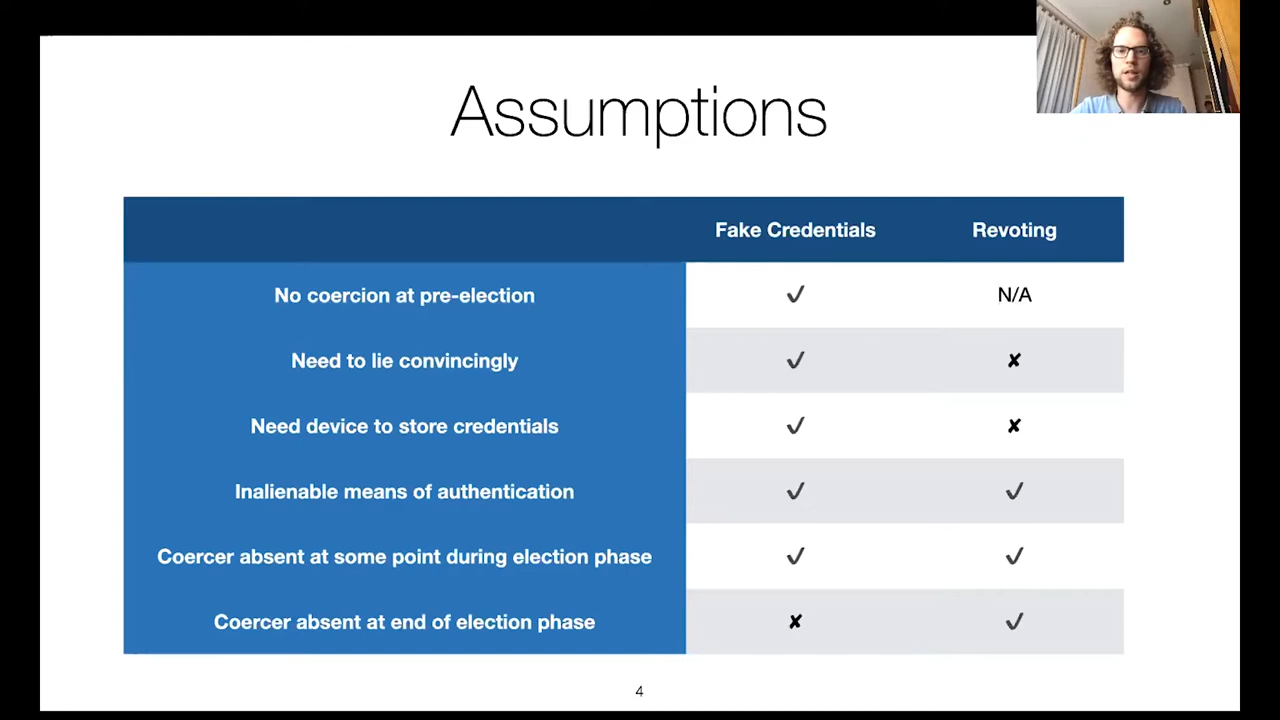 Assumptions
Fake Credentials Revoting
No coercion at pre-election ✓ N/A
Need to lie convincingly ✓ ✘
Need device to store credentials ✓ ✘
Inalienable means of authentication ✓ ✓
Coercer absent at some point during election phase ✓ ✓
Coercer absent at end of election phase ✘ ✓
4